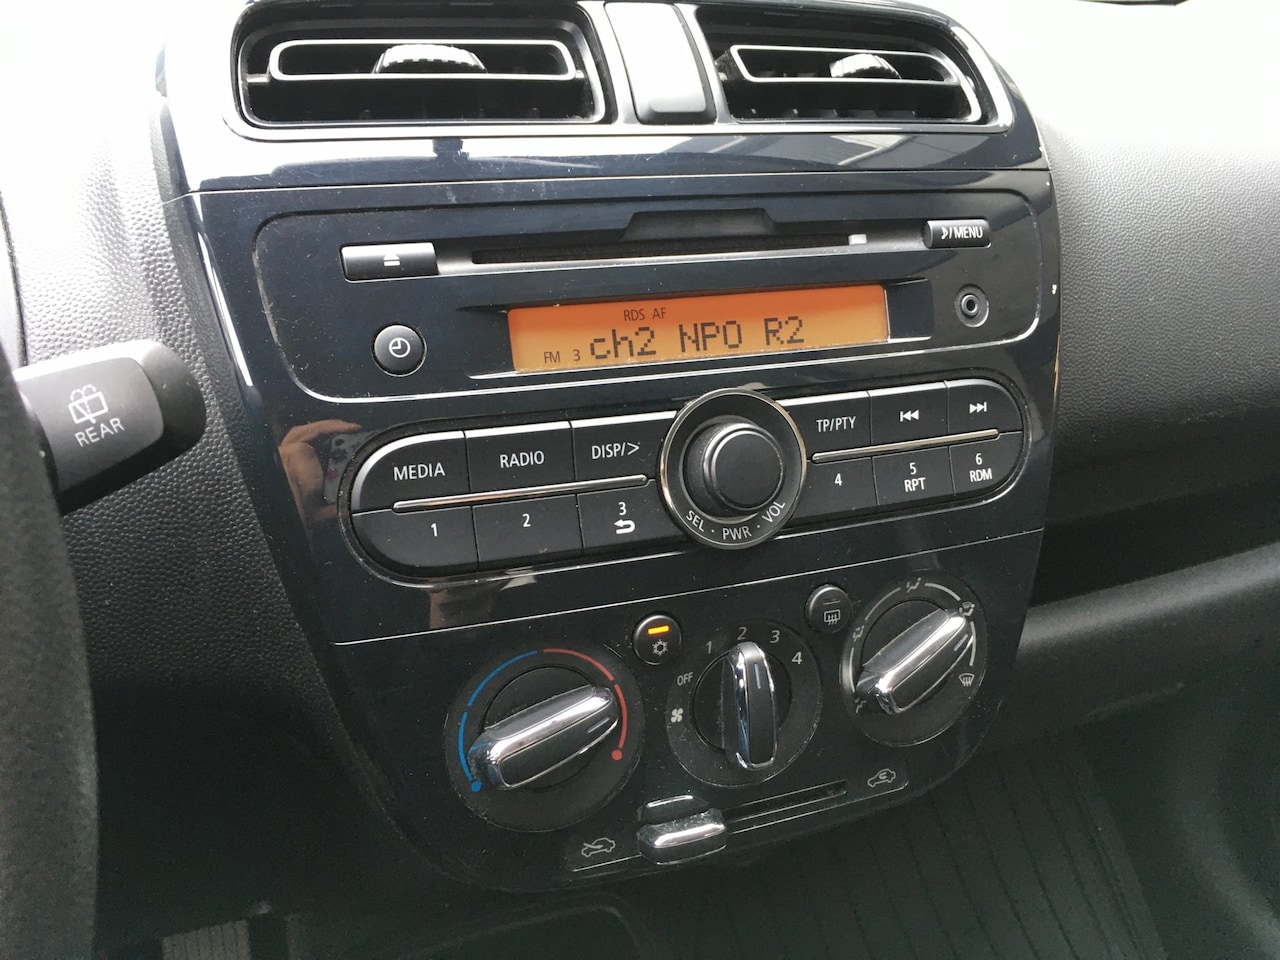 ♪/MENU
RDS AF
FM 3 ch2 NPO R2
REAR
MEDIA
RADIO
DISP/>
TP/PTY
1
2
3
4
5
RPT
6
RDM
SEL · PWR · VOL
OFF
1
2
3
4